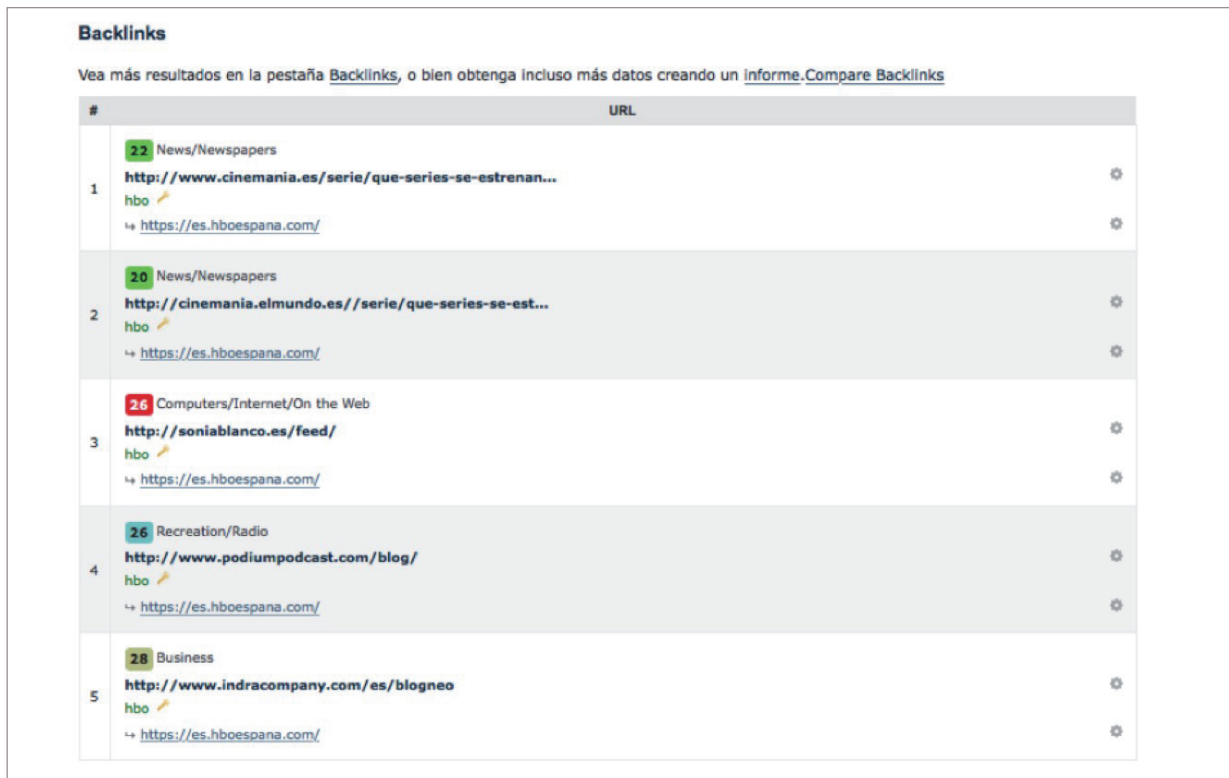 Backlinks
Vea más resultados en la pestaña Backlinks, o bien obtenga incluso más datos creando un informe.Compare Backlinks
# URL
22 News/Newspapers
http://www.cinemania.es/serie/que-series-se-estrenan...
1
hbo
↳ https://es.hboespana.com/
20 News/Newspapers
http://cinemania.elmundo.es//serie/que-series-se-est...
2
hbo
↳ https://es.hboespana.com/
26 Computers/Internet/On the Web
http://soniablanco.es/feed/
3
hbo
↳ https://es.hboespana.com/
26 Recreation/Radio
http://www.podiumpodcast.com/blog/
4
hbo
↳ https://es.hboespana.com/
28 Business
http://www.indracompany.com/es/blogneo
5
hbo
↳ https://es.hboespana.com/